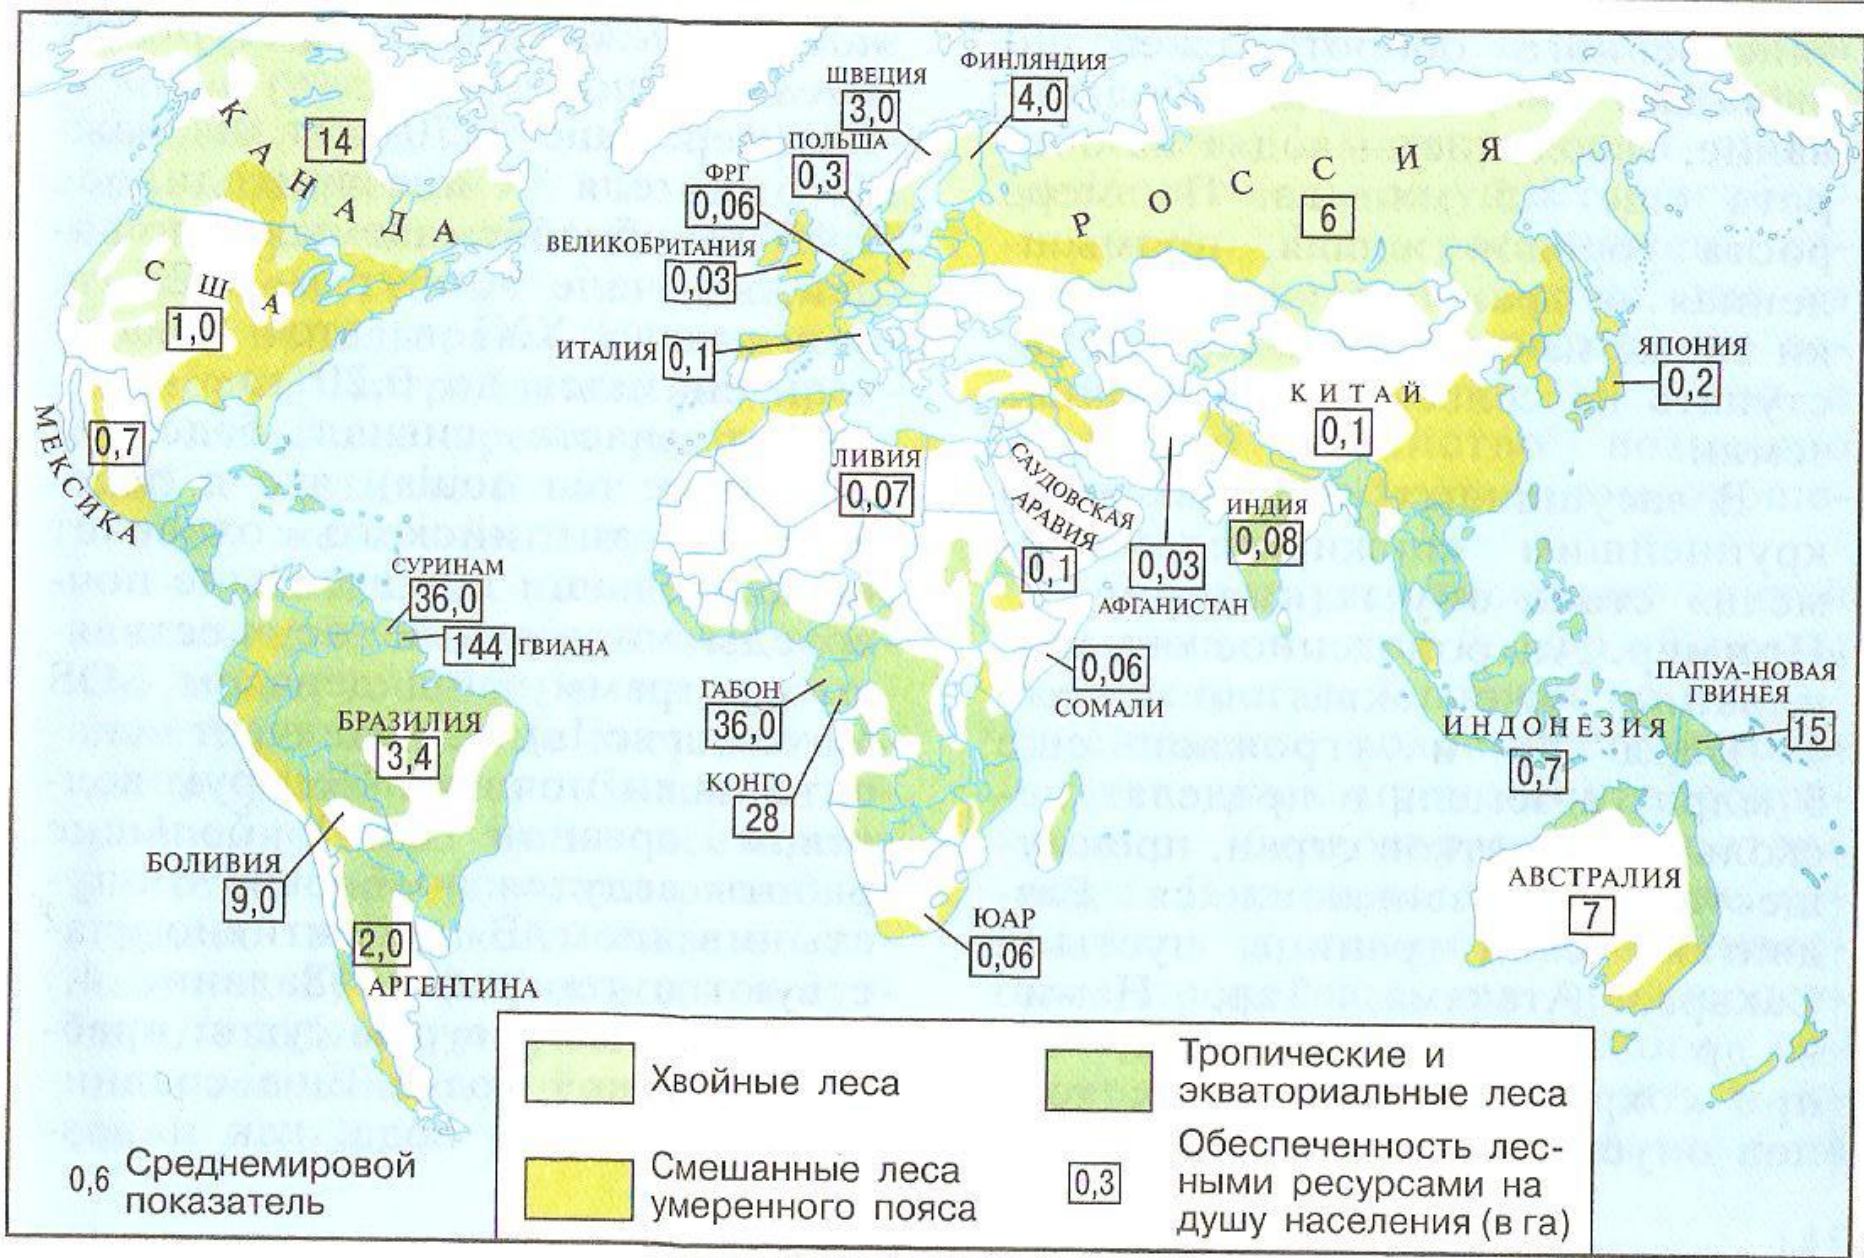 КАНАДА
14
США
1,0
МЕКСИКА
0,7
ШВЕЦИЯ
3,0
ФИНЛЯНДИЯ
4,0
ПОЛЬША
0,3
ФРГ
0,06
ВЕЛИКОБРИТАНИЯ
0,03
ИТАЛИЯ 0,1
РОССИЯ
6
ЯПОНИЯ
0,2
КИТАЙ
0,1
ЛИВИЯ
0,07
САУДОВСКАЯ
АРАВИЯ
0,1
0,03
АФГАНИСТАН
ИНДИЯ
0,08
СУРИНАМ
36,0
144 ГВИАНА
БРАЗИЛИЯ
3,4
ГАБОН
36,0
КОНГО
28
0,06
СОМАЛИ
ПАПУА-НОВАЯ
ГВИНЕЯ
15
ИНДОНЕЗИЯ
0,7
БОЛИВИЯ
9,0
2,0
АРГЕНТИНА
ЮАР
0,06
АВСТРАЛИЯ
7
Хвойные леса
Смешанные леса
умеренного пояса
Тропические и
экваториальные леса
0,3
Обеспеченность лес-
ными ресурсами на
душу населения (в га)
0,6 Среднемировой
показатель